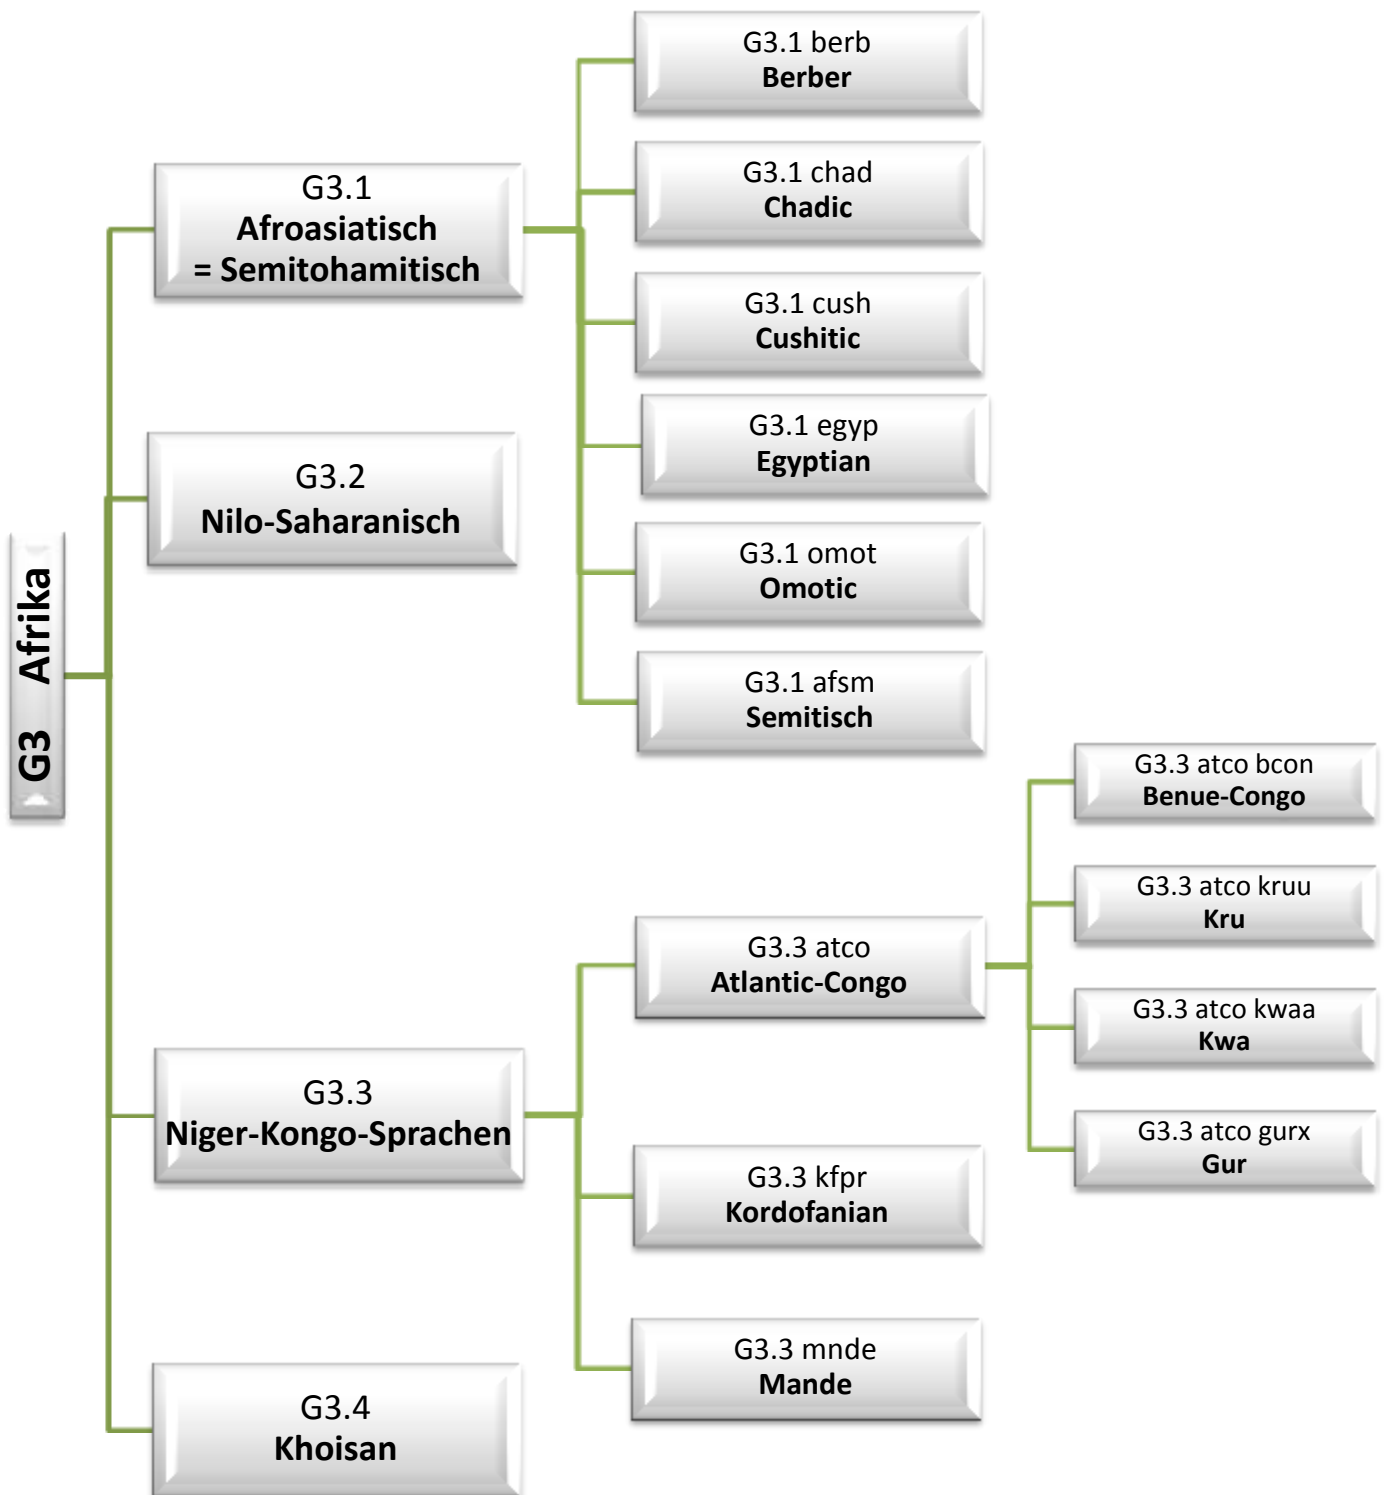 G3 Afrika
G3.1
Afroasiatisch
= Semitohamitisch
G3.1 berb
Berber
G3.1 chad
Chadic
G3.1 cush
Cushitic
G3.1 egyp
Egyptian
G3.1 omot
Omotic
G3.1 afsm
Semitisch
G3.2
Nilo-Saharanisch
G3.3
Niger-Kongo-Sprachen
G3.3 atco
Atlantic-Congo
G3.3 atco bcon
Benue-Congo
G3.3 atco kruu
Kru
G3.3 atco kwaa
Kwa
G3.3 atco gurx
Gur
G3.3 kfpr
Kordofanian
G3.3 mnde
Mande
G3.4
Khoisan